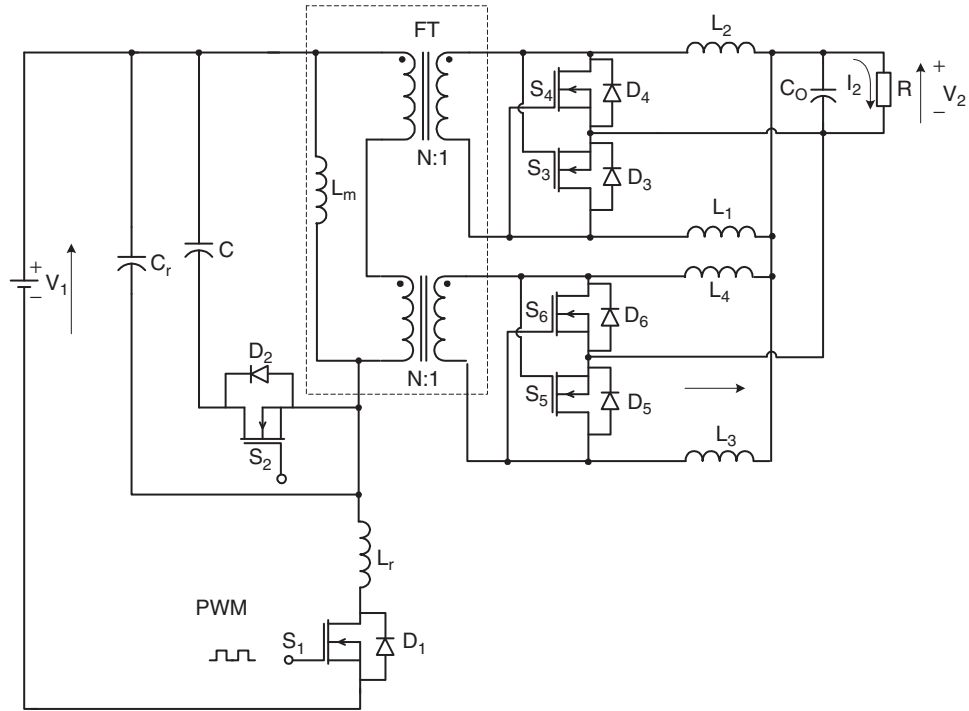 FT
L2
S4
D4
CO
I2
R
+
V2
−
N:1
S3
D3
Lm
L1
L4
Cr
C
+
V1
−
S6
D6
D2
N:1
S5
D5
L3
S2
Lr
PWM
S1
D1